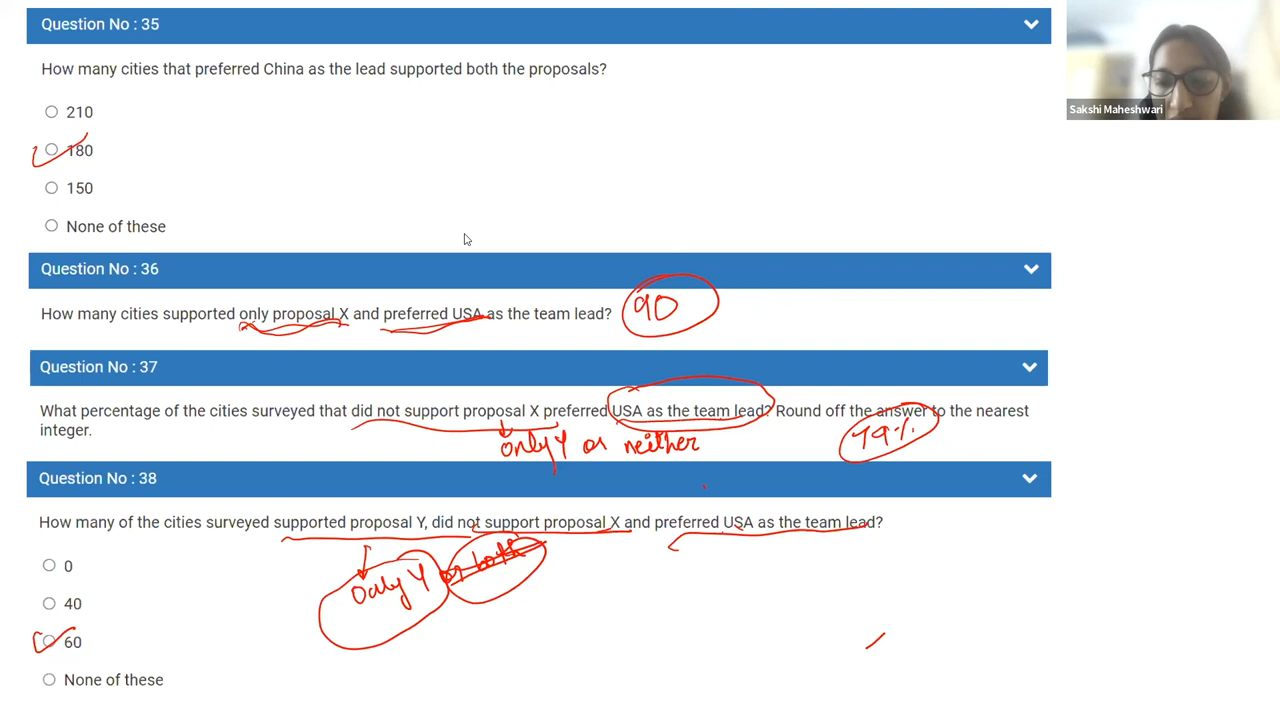 Question No : 35
Sakshi Maheshwari
How many cities that preferred China as the lead supported both the proposals?
210
180
150
None of these
Question No : 36
How many cities supported only proposal X and preferred USA as the team lead?
90
Question No : 37
What percentage of the cities surveyed that did not support proposal X preferred USA as the team lead? Round off the answer to the nearest
integer.
only Y or neither
Question No : 38
How many of the cities surveyed supported proposal Y, did not support proposal X and preferred USA as the team lead?
Only Y or both
0
40
60
None of these